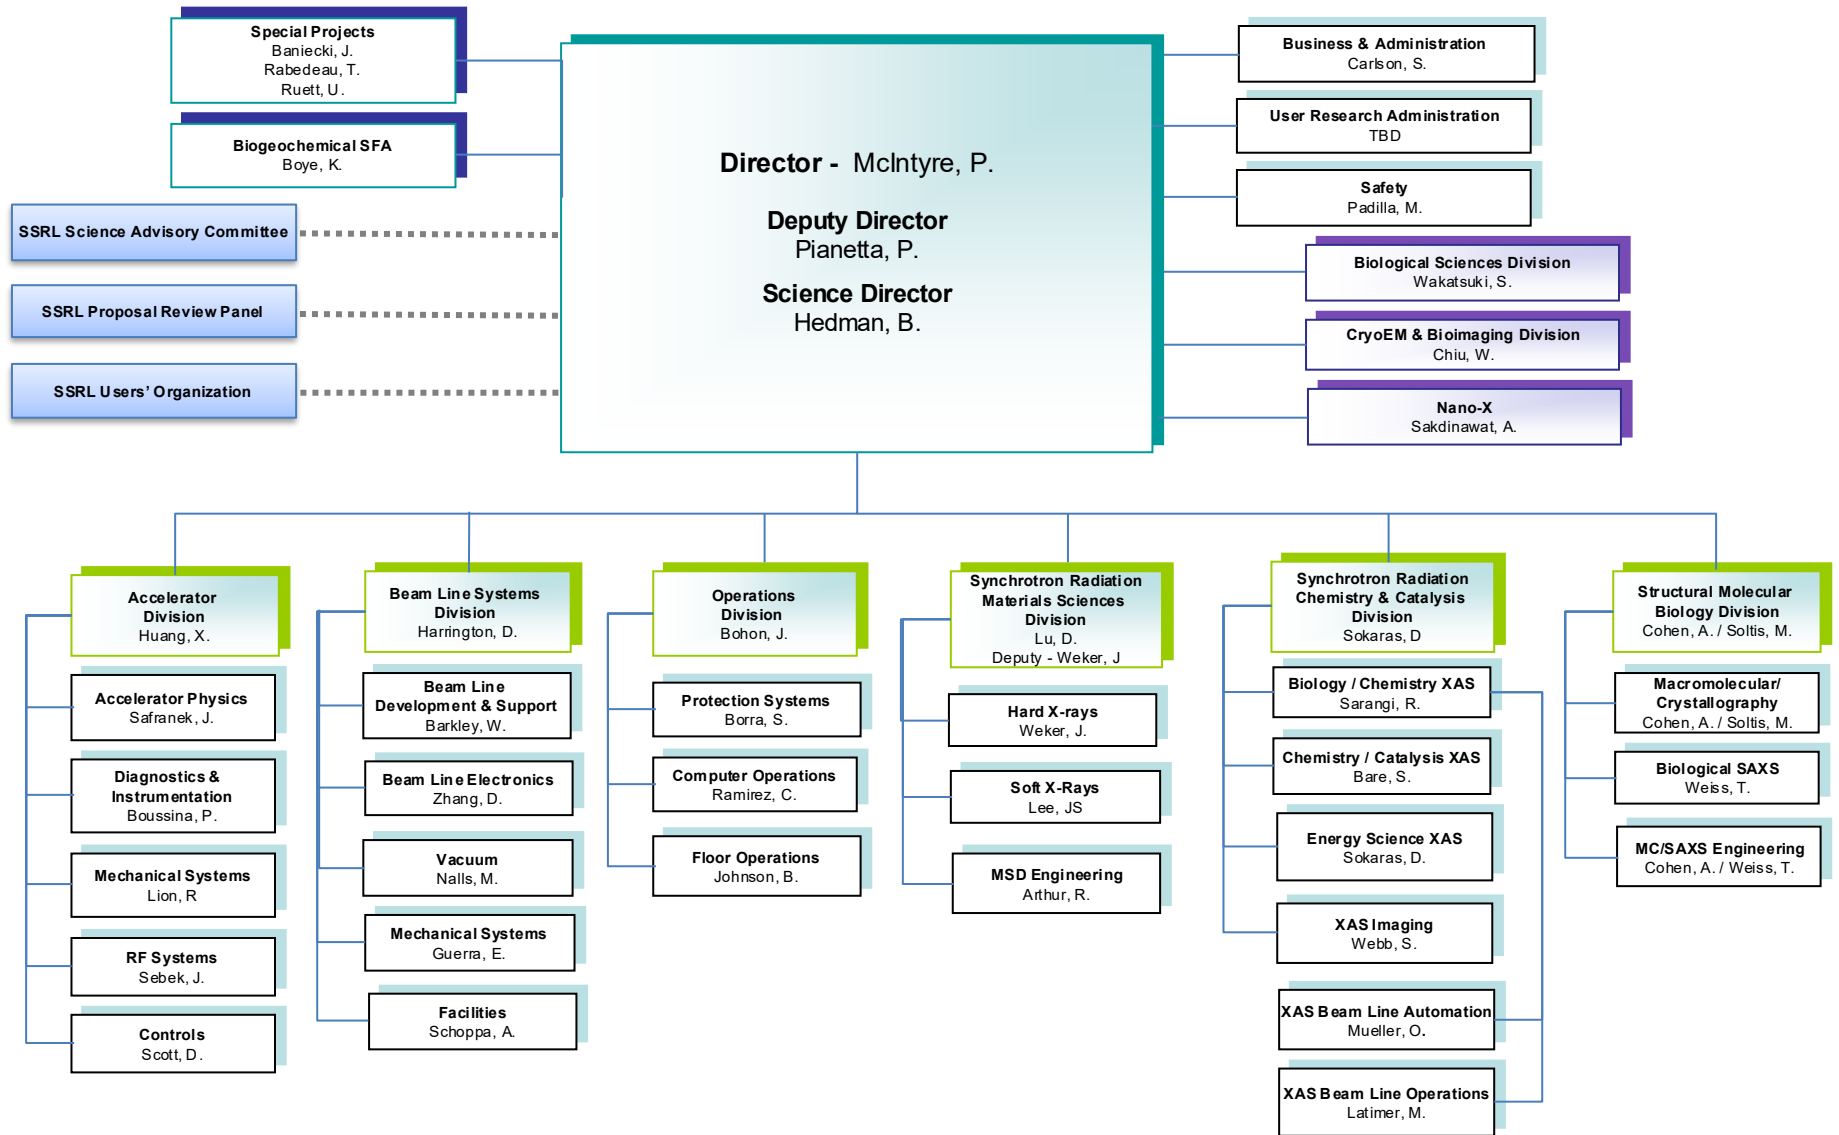 Special Projects
Baniecki, J.
Rabedeau, T.
Ruett, U.
Biogeochemical SFA
Boye, K.
SSRL Science Advisory Committee
SSRL Proposal Review Panel
SSRL Users’ Organization
Director - McIntyre, P.
Deputy Director
Pianetta, P.
Science Director
Hedman, B.
Business & Administration
Carlson, S.
User Research Administration
TBD
Safety
Padilla, M.
Biological Sciences Division
Wakatsuki, S.
CryoEM & Bioimaging Division
Chiu, W.
Nano-X
Sakdinawat, A.
Accelerator
Division
Huang, X.
Accelerator Physics
Safranek, J.
Diagnostics &
Instrumentation
Boussina, P.
Mechanical Systems
Lion, R
RF Systems
Sebek, J.
Controls
Scott, D.
Beam Line Systems
Division
Harrington, D.
Beam Line
Development & Support
Barkley, W.
Beam Line Electronics
Zhang, D.
Vacuum
Nalls, M.
Mechanical Systems
Guerra, E.
Facilities
Schoppa, A.
Operations
Division
Bohon, J.
Protection Systems
Borra, S.
Computer Operations
Ramirez, C.
Floor Operations
Johnson, B.
Synchrotron Radiation
Materials Sciences
Division
Lu, D.
Deputy - Weker, J
Hard X-rays
Weker, J.
Soft X-Rays
Lee, JS
MSD Engineering
Arthur, R.
Synchrotron Radiation
Chemistry & Catalysis
Division
Sokaras, D
Biology / Chemistry XAS
Sarangi, R.
Chemistry / Catalysis XAS
Bare, S.
Energy Science XAS
Sokaras, D.
XAS Imaging
Webb, S.
XAS Beam Line Automation
Mueller, O.
XAS Beam Line Operations
Latimer, M.
Structural Molecular
Biology Division
Cohen, A. / Soltis, M.
Macromolecular/
Crystallography
Cohen, A. / Soltis, M.
Biological SAXS
Weiss, T.
MC/SAXS Engineering
Cohen, A. / Weiss, T.